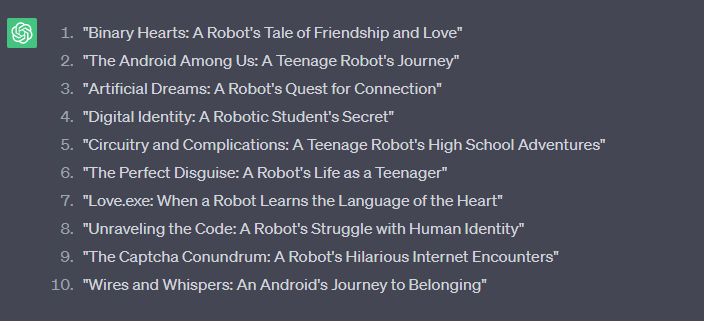 1. "Binary Hearts: A Robot's Tale of Friendship and Love"
2. "The Android Among Us: A Teenage Robot's Journey"
3. "Artificial Dreams: A Robot's Quest for Connection"
4. "Digital Identity: A Robotic Student's Secret"
5. "Circuitry and Complications: A Teenage Robot's High School Adventures"
6. "The Perfect Disguise: A Robot's Life as a Teenager"
7. "Love.exe: When a Robot Learns the Language of the Heart"
8. "Unraveling the Code: A Robot's Struggle with Human Identity"
9. "The Captcha Conundrum: A Robot's Hilarious Internet Encounters"
10. "Wires and Whispers: An Android's Journey to Belonging"